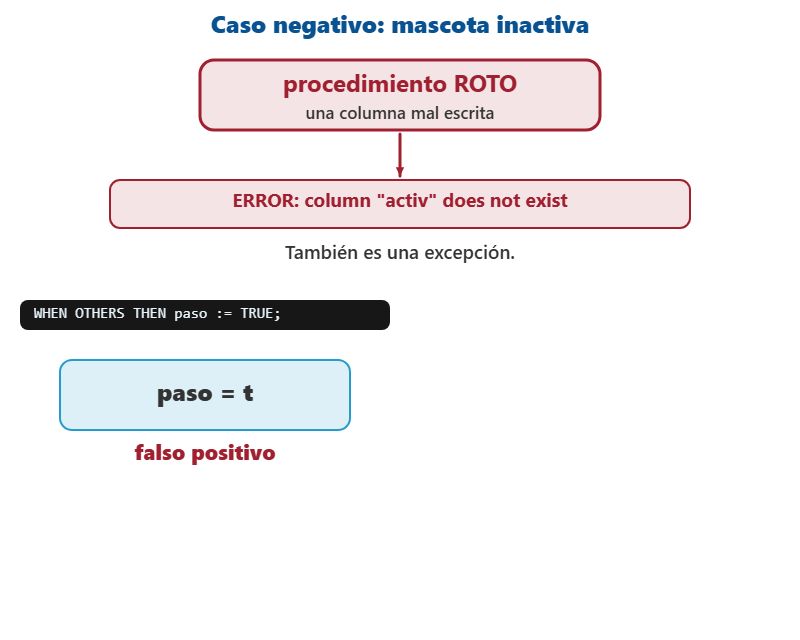 Caso negativo: mascota inactiva
procedimiento ROTO
una columna mal escrita
ERROR: column "activ" does not exist
También es una excepción.
WHEN OTHERS THEN paso := TRUE;
paso = t
falso positivo